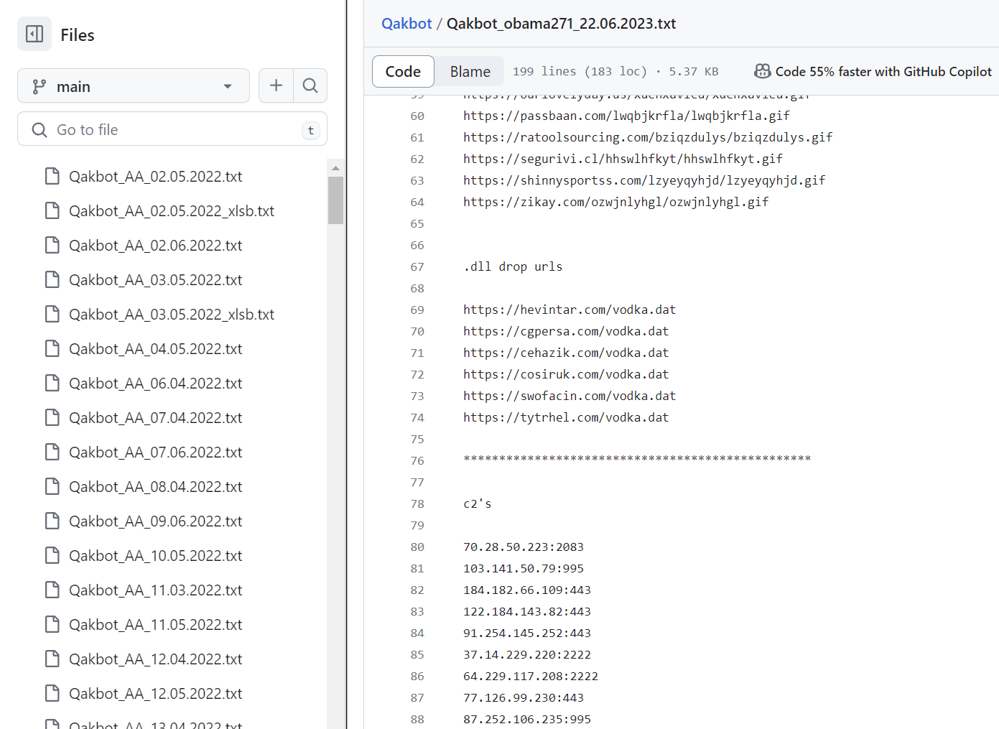 Files
main
Go to file
t
Qakbot_AA_02.05.2022.txt
Qakbot_AA_02.05.2022_xlsb.txt
Qakbot_AA_02.06.2022.txt
Qakbot_AA_03.05.2022.txt
Qakbot_AA_03.05.2022_xlsb.txt
Qakbot_AA_04.05.2022.txt
Qakbot_AA_06.04.2022.txt
Qakbot_AA_07.04.2022.txt
Qakbot_AA_07.06.2022.txt
Qakbot_AA_08.04.2022.txt
Qakbot_AA_09.06.2022.txt
Qakbot_AA_10.05.2022.txt
Qakbot_AA_11.03.2022.txt
Qakbot_AA_11.05.2022.txt
Qakbot_AA_12.04.2022.txt
Qakbot_AA_12.05.2022.txt
Qakbot_AA_13.04.2022.txt
Qakbot / Qakbot_obama271_22.06.2023.txt
Code Blame 199 lines (183 loc) · 5.37 KB Code 55% faster with GitHub Copilot
59
60 https://passbaan.com/lwqbjkrfla/lwqbjkrfla.gif
61 https://ratoolsourcing.com/bziqzdulys/bziqzdulys.gif
62 https://segurivi.cl/hhswlhfkyt/hhswlhfkyt.gif
63 https://shinnysportss.com/lzyeyqyhjd/lzyeyqyhjd.gif
64 https://zikay.com/ozwjnlyhgl/ozwjnlyhgl.gif
65
66
67 .dll drop urls
68
69 https://hevintar.com/vodka.dat
70 https://cgpersa.com/vodka.dat
71 https://cehazik.com/vodka.dat
72 https://cosiruk.com/vodka.dat
73 https://swofacin.com/vodka.dat
74 https://tytrhel.com/vodka.dat
75
76 *************************************************
77
78 c2's
79
80 70.28.50.223:2083
81 103.141.50.79:995
82 184.182.66.109:443
83 122.184.143.82:443
84 91.254.145.252:443
85 37.14.229.220:2222
86 64.229.117.208:2222
87 77.126.99.230:443
88 87.252.106.235:995